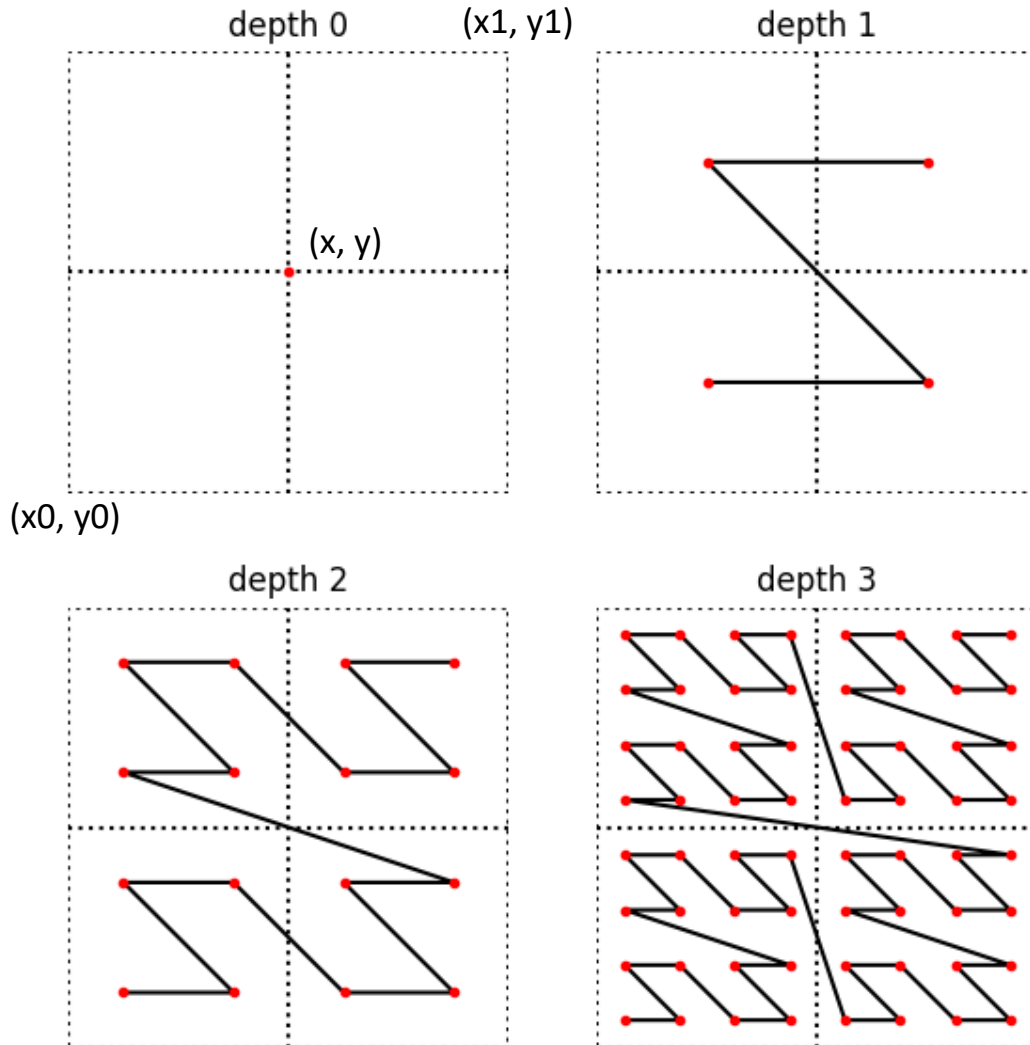 depth 0
(x1, y1)
depth 1
(x, y)
(x0, y0)
depth 2
depth 3